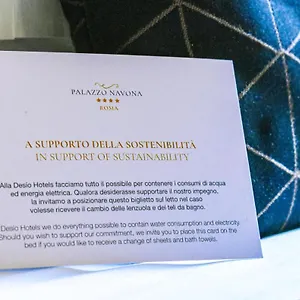 PALAZZO NAVONA
★★★★
ROMA
A SUPPORTO DELLA SOSTENIBILITÀ
IN SUPPORT OF SUSTAINABILITY
Alla Desio Hotels facciamo tutto il possibile per contenere i consumi di acqua
ed energia elettrica. Qualora desiderasse supportare il nostro impegno,
la invitiamo a posizionare questo biglietto sul letto nel caso
volesse ricevere il cambio delle lenzuola e dei teli da bagno.
Desio Hotels we do everything possible to contain water consumption and electricity.
Should you wish to support our commitment, we invite you to place this card on the
bed if you would like to receive a change of sheets and bath towels.